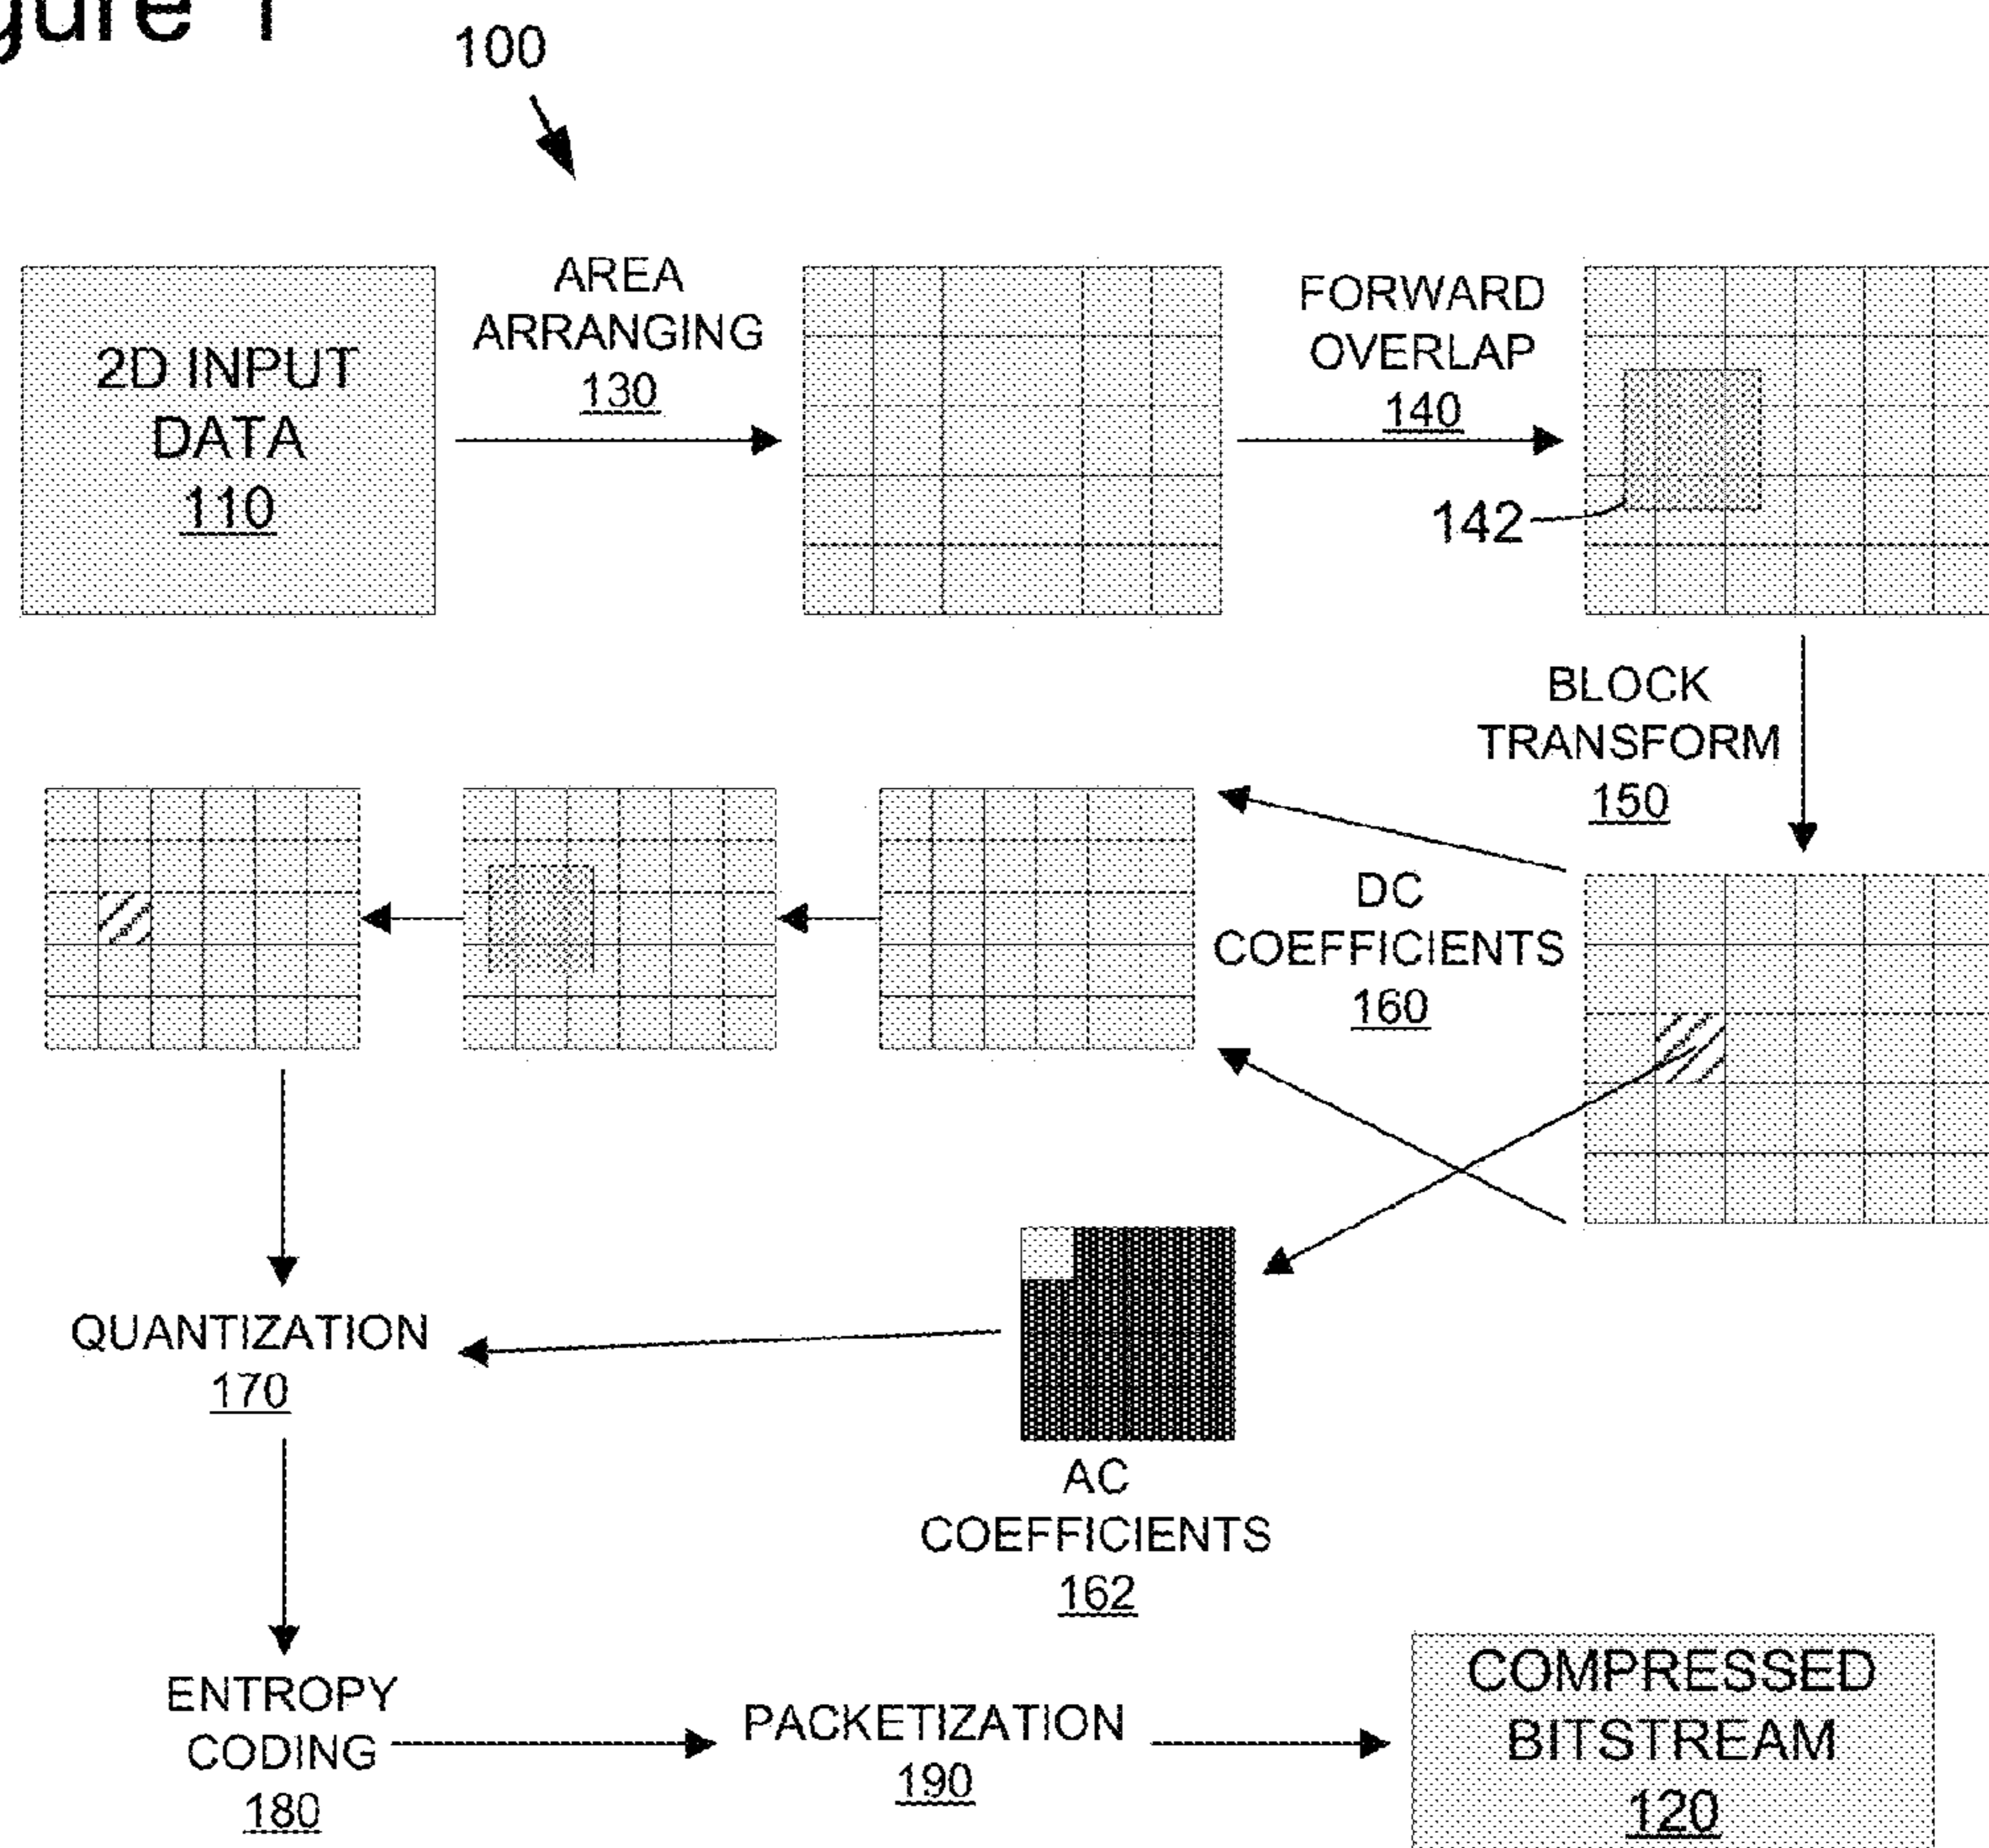 gure 1
100
AREA
ARRANGING
130
FORWARD
OVERLAP
140
2D INPUT
DATA
110
142
BLOCK
TRANSFORM
150
DC
COEFFICIENTS
160
QUANTIZATION
170
AC
COEFFICIENTS
162
ENTROPY
CODING
180
PACKETIZATION
190
COMPRESSED
BITSTREAM
120